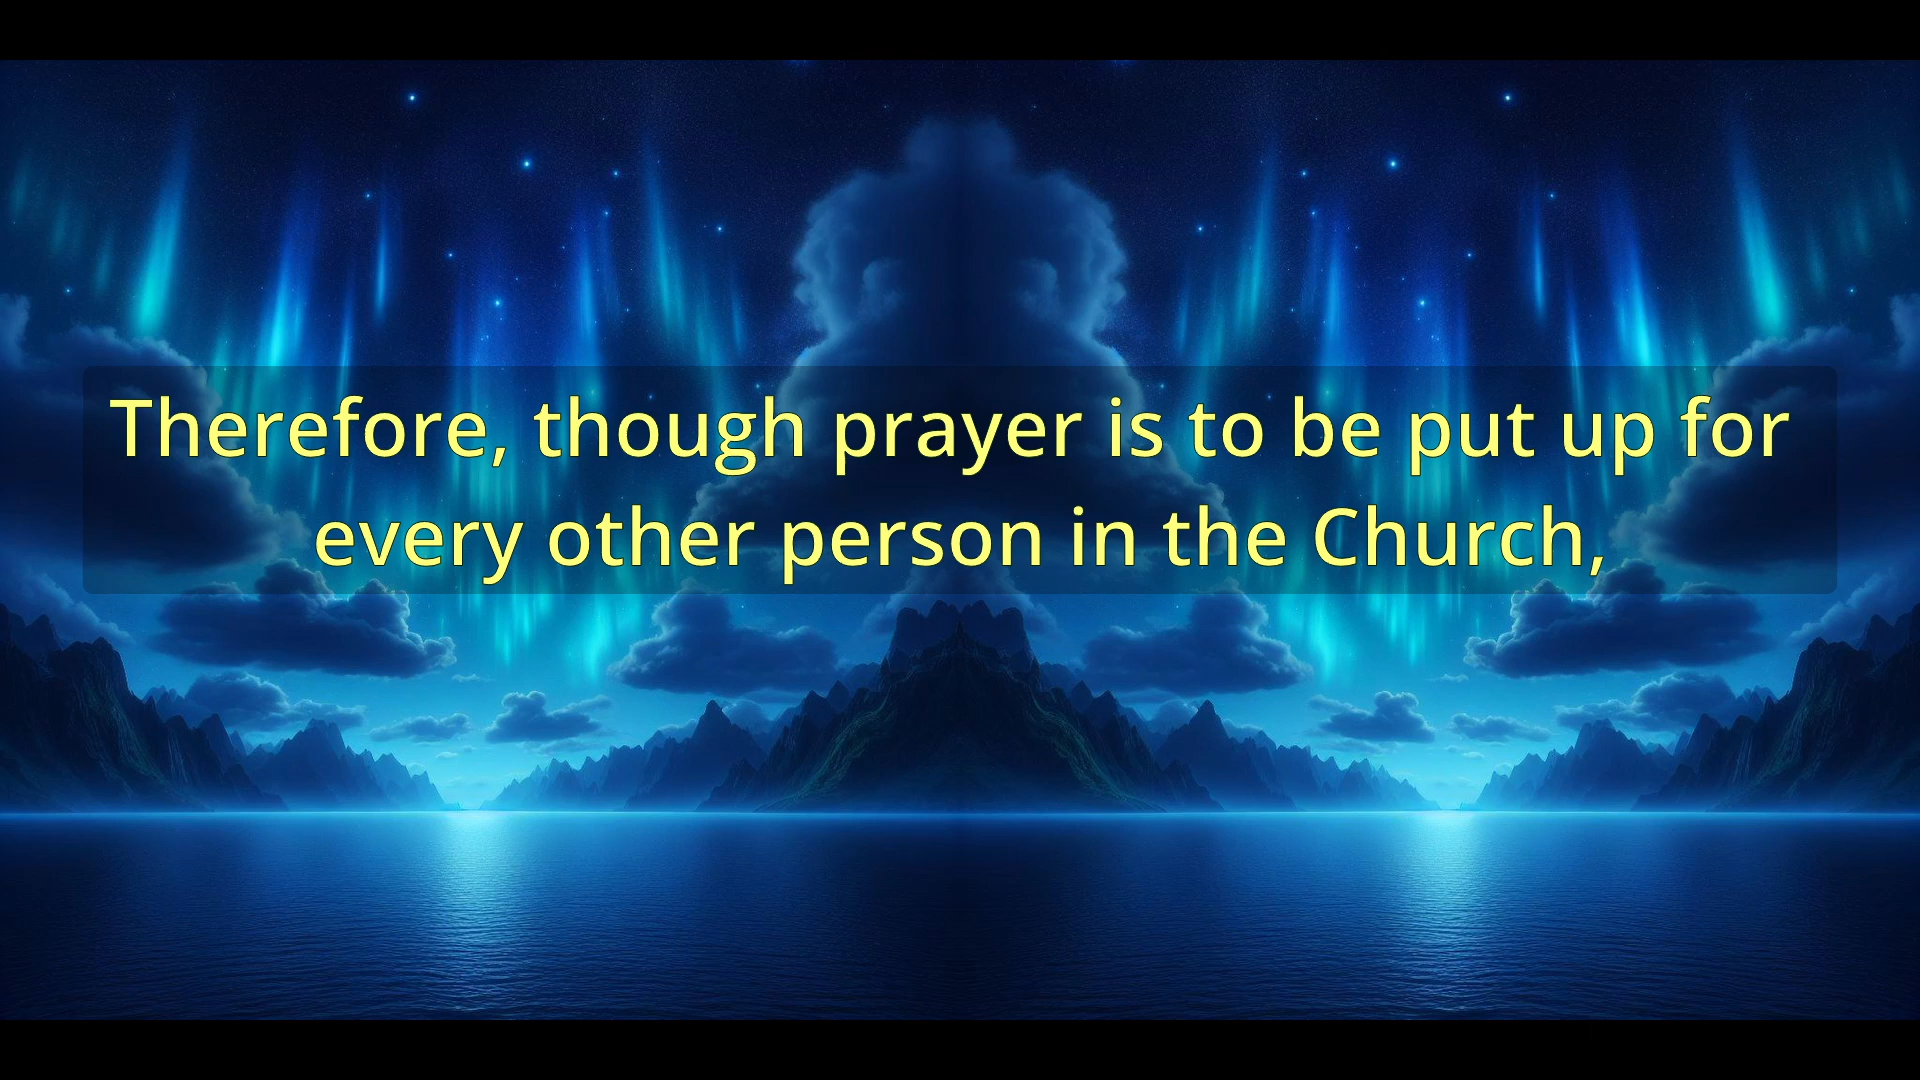 Therefore, though prayer is to be put up for
every other person in the Church,